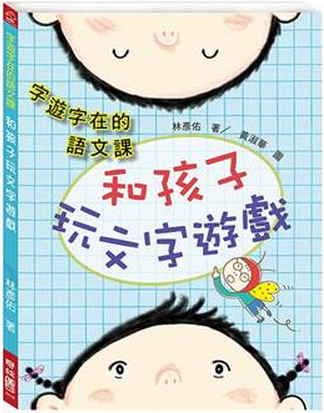 字遊字在的語文課 和孩子玩文字遊戲
林彥佑 著
字遊字在的
語文課
林彥佑 著/黃淑華 圖
和孩子
玩文字遊戲